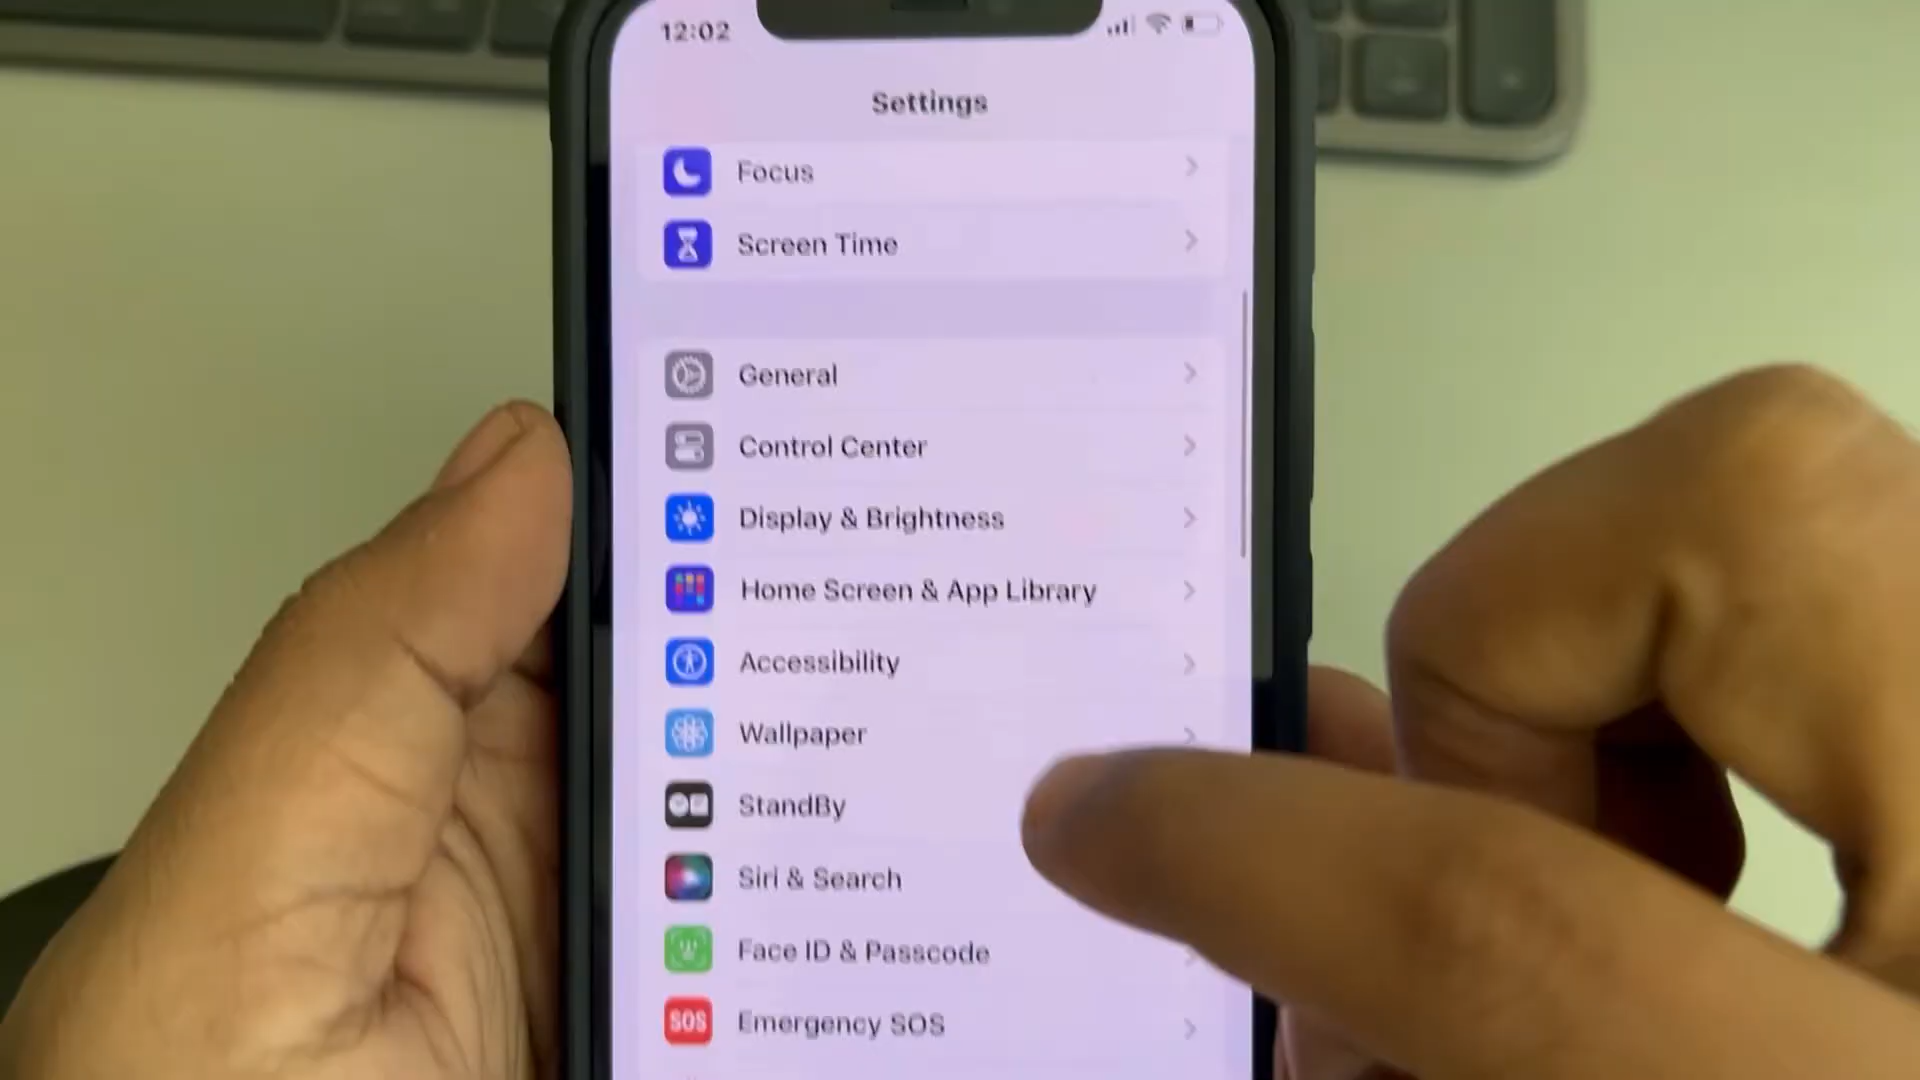 12:02
Settings
Focus
Screen Time
General
Control Center
Display & Brightness
Home Screen & App Library
Accessibility
Wallpaper
StandBy
Siri & Search
Face ID & Passcode
SOS Emergency SOS